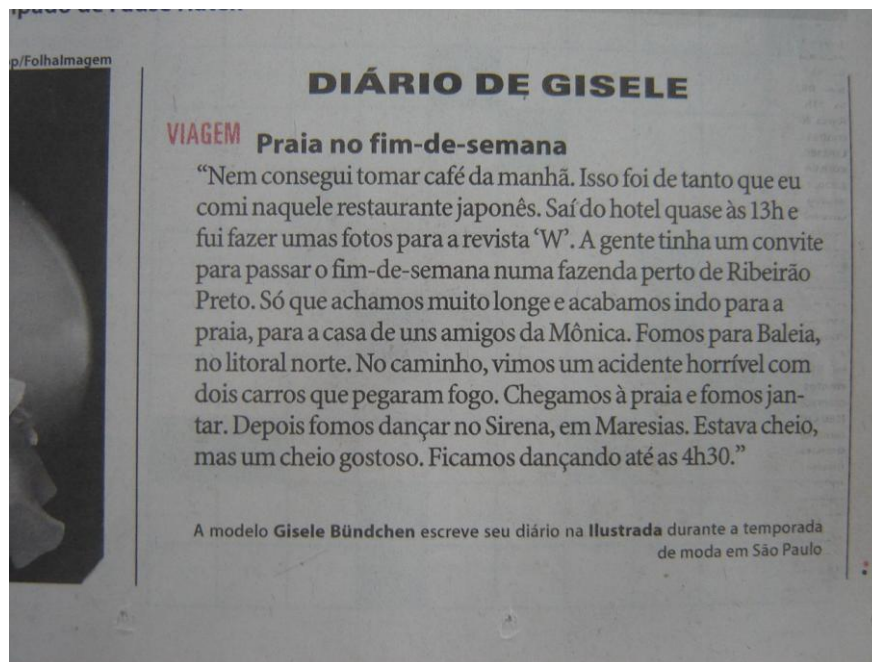 p/FolhaImagem
DIÁRIO DE GISELE
VIAGEM Praia no fim-de-semana
“Nem consegui tomar café da manhã. Isso foi de tanto que eu
comi naquele restaurante japonês. Saí do hotel quase às 13h e
fui fazer umas fotos para a revista ‘W’. A gente tinha um convite
para passar o fim-de-semana numa fazenda perto de Ribeirão
Preto. Só que achamos muito longe e acabamos indo para a
praia, para a casa de uns amigos da Mônica. Fomos para Baleia,
no litoral norte. No caminho, vimos um acidente horrível com
dois carros que pegaram fogo. Chegamos à praia e fomos jan-
tar. Depois fomos dançar no Sirena, em Maresias. Estava cheio,
mas um cheio gostoso. Ficamos dançando até as 4h30.”
A modelo Gisele Bündchen escreve seu diário na Ilustrada durante a temporada
de moda em São Paulo